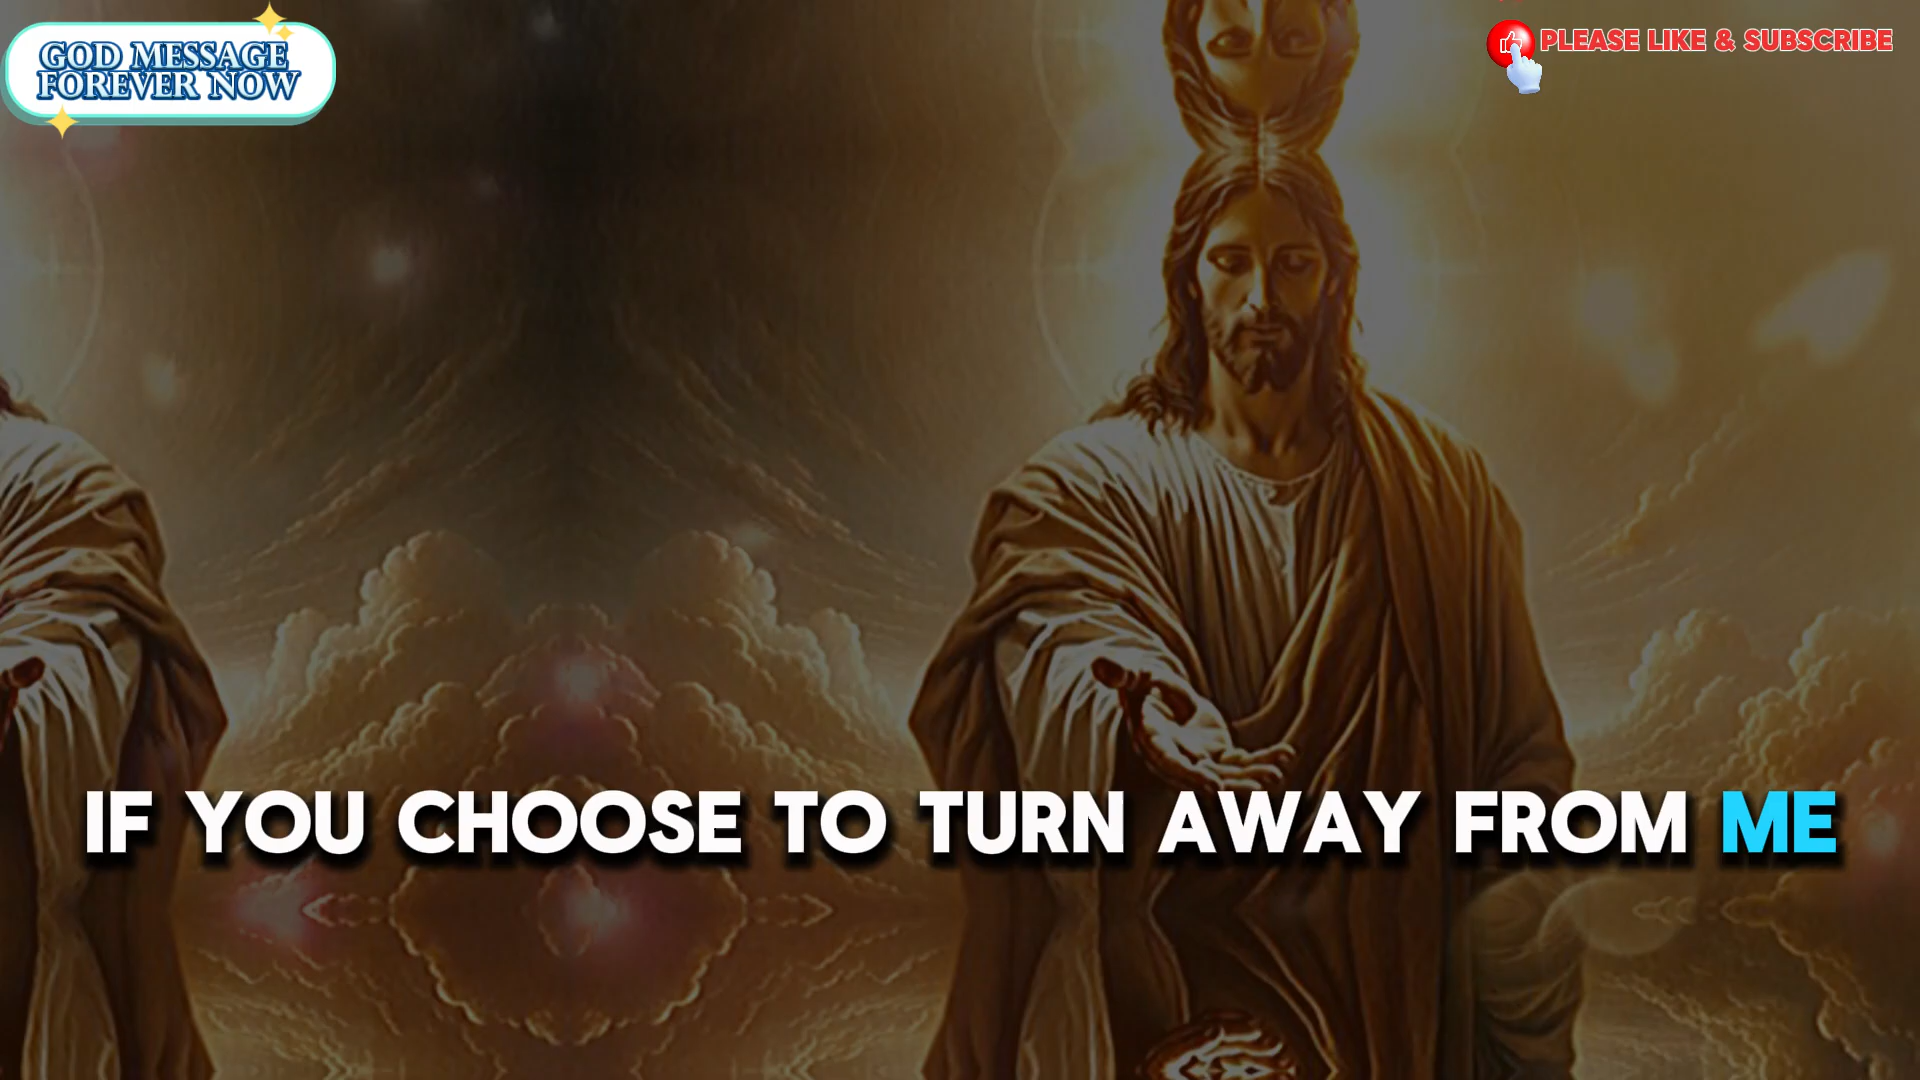 GOD MESSAGE
FOREVER NOW
PLEASE LIKE & SUBSCRIBE
IF YOU CHOOSE TO TURN AWAY FROM ME